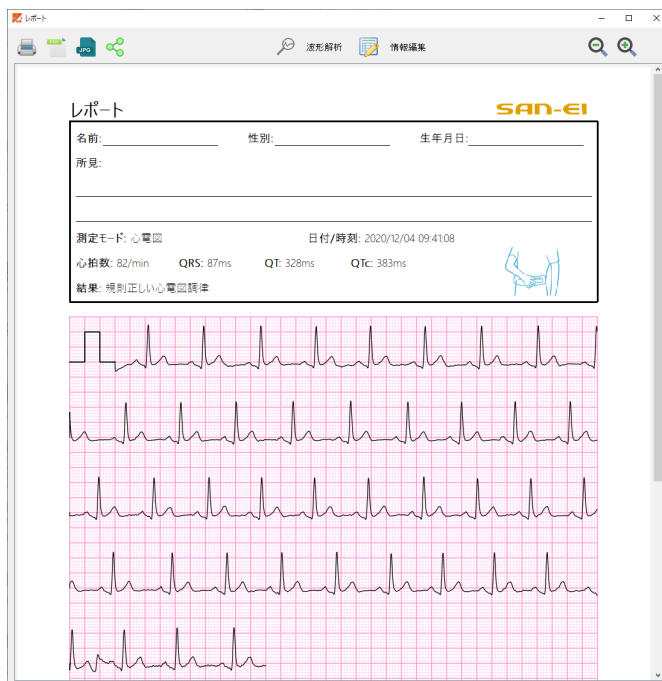 レポート
JPG
波形解析
情報編集
レポート
SAN-EI
名前:
性別:
生年月日:
所見:
測定モード: 心電図
日付/時刻: 2020/12/04 09:41:08
心拍数: 82/min QRS: 87ms QT: 328ms QTc: 383ms
結果: 規則正しい心電図調律